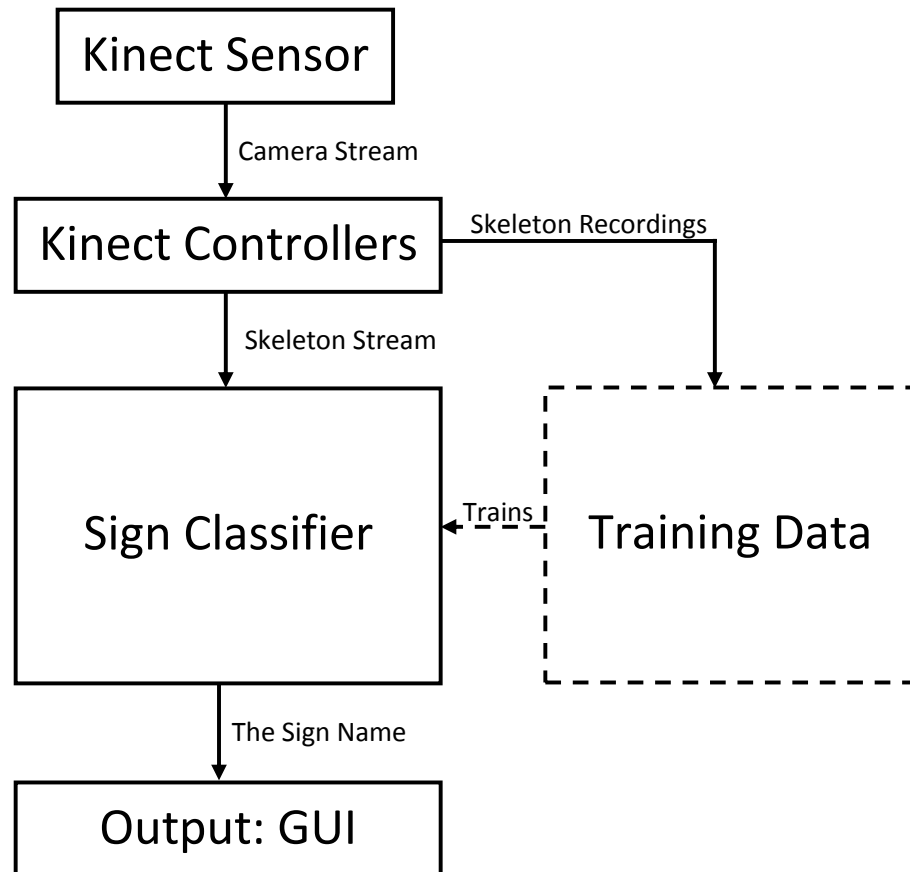 Kinect Sensor
Camera Stream
Kinect Controllers
Skeleton Recordings
Skeleton Stream
Sign Classifier
Trains
Training Data
The Sign Name
Output: GUI